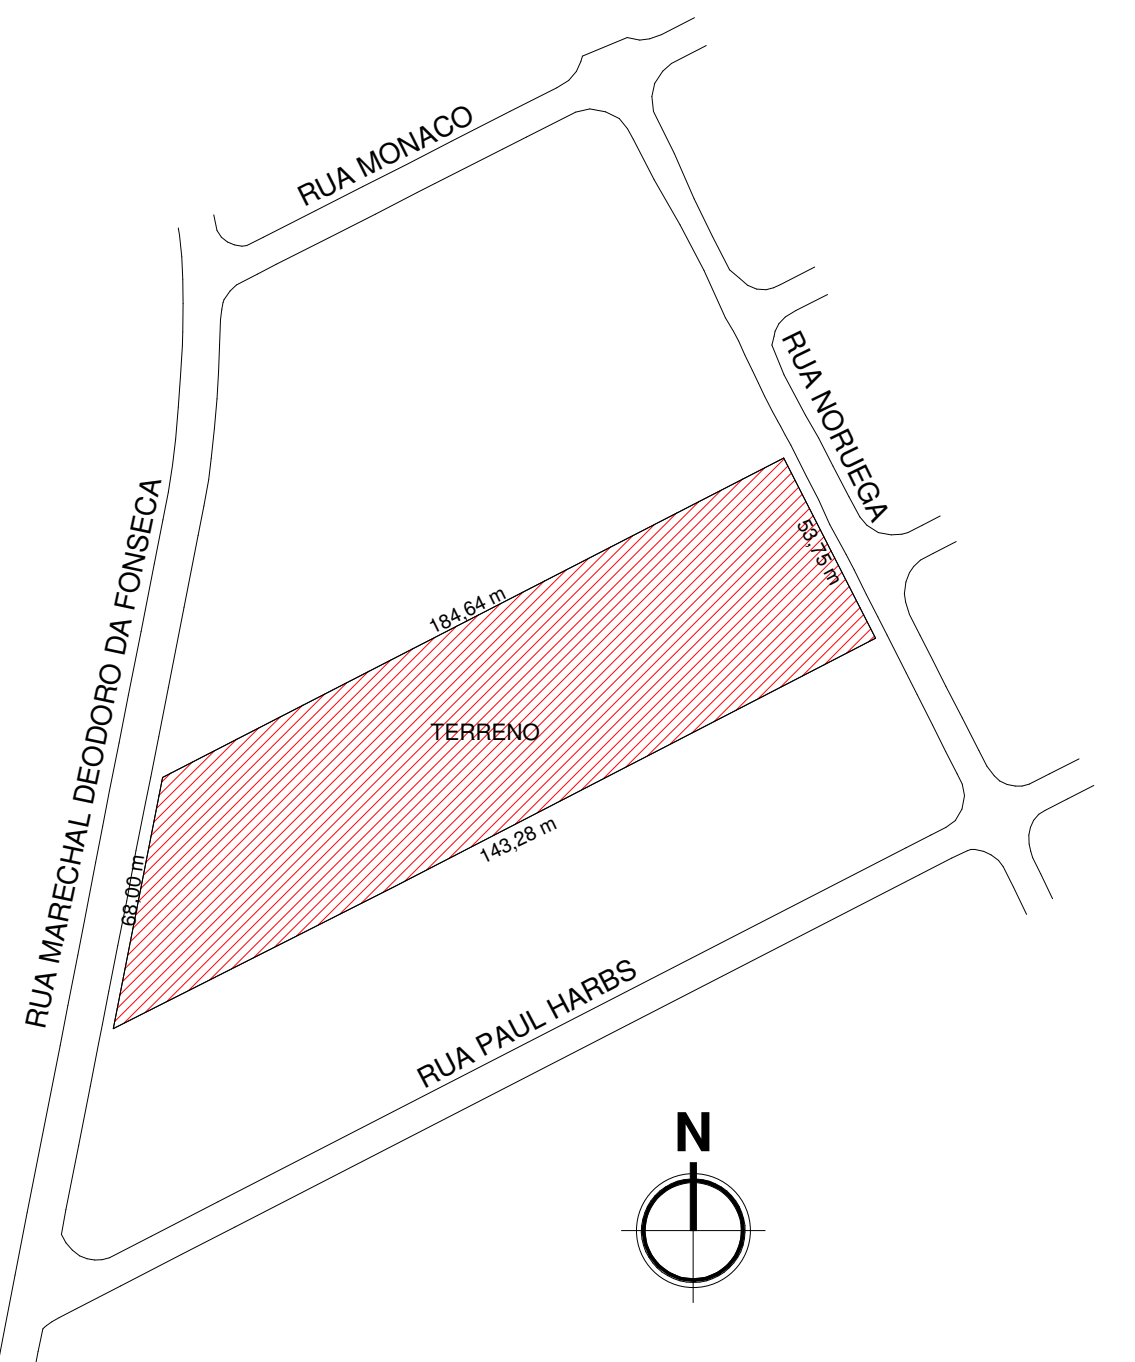 RUA MONACO
RUA NORUEGA
RUA MARECHAL DEODORO DA FONSECA
53,75 m
184,64 m
TERRENO
143,28 m
68,00 m
RUA PAUL HARBS
N